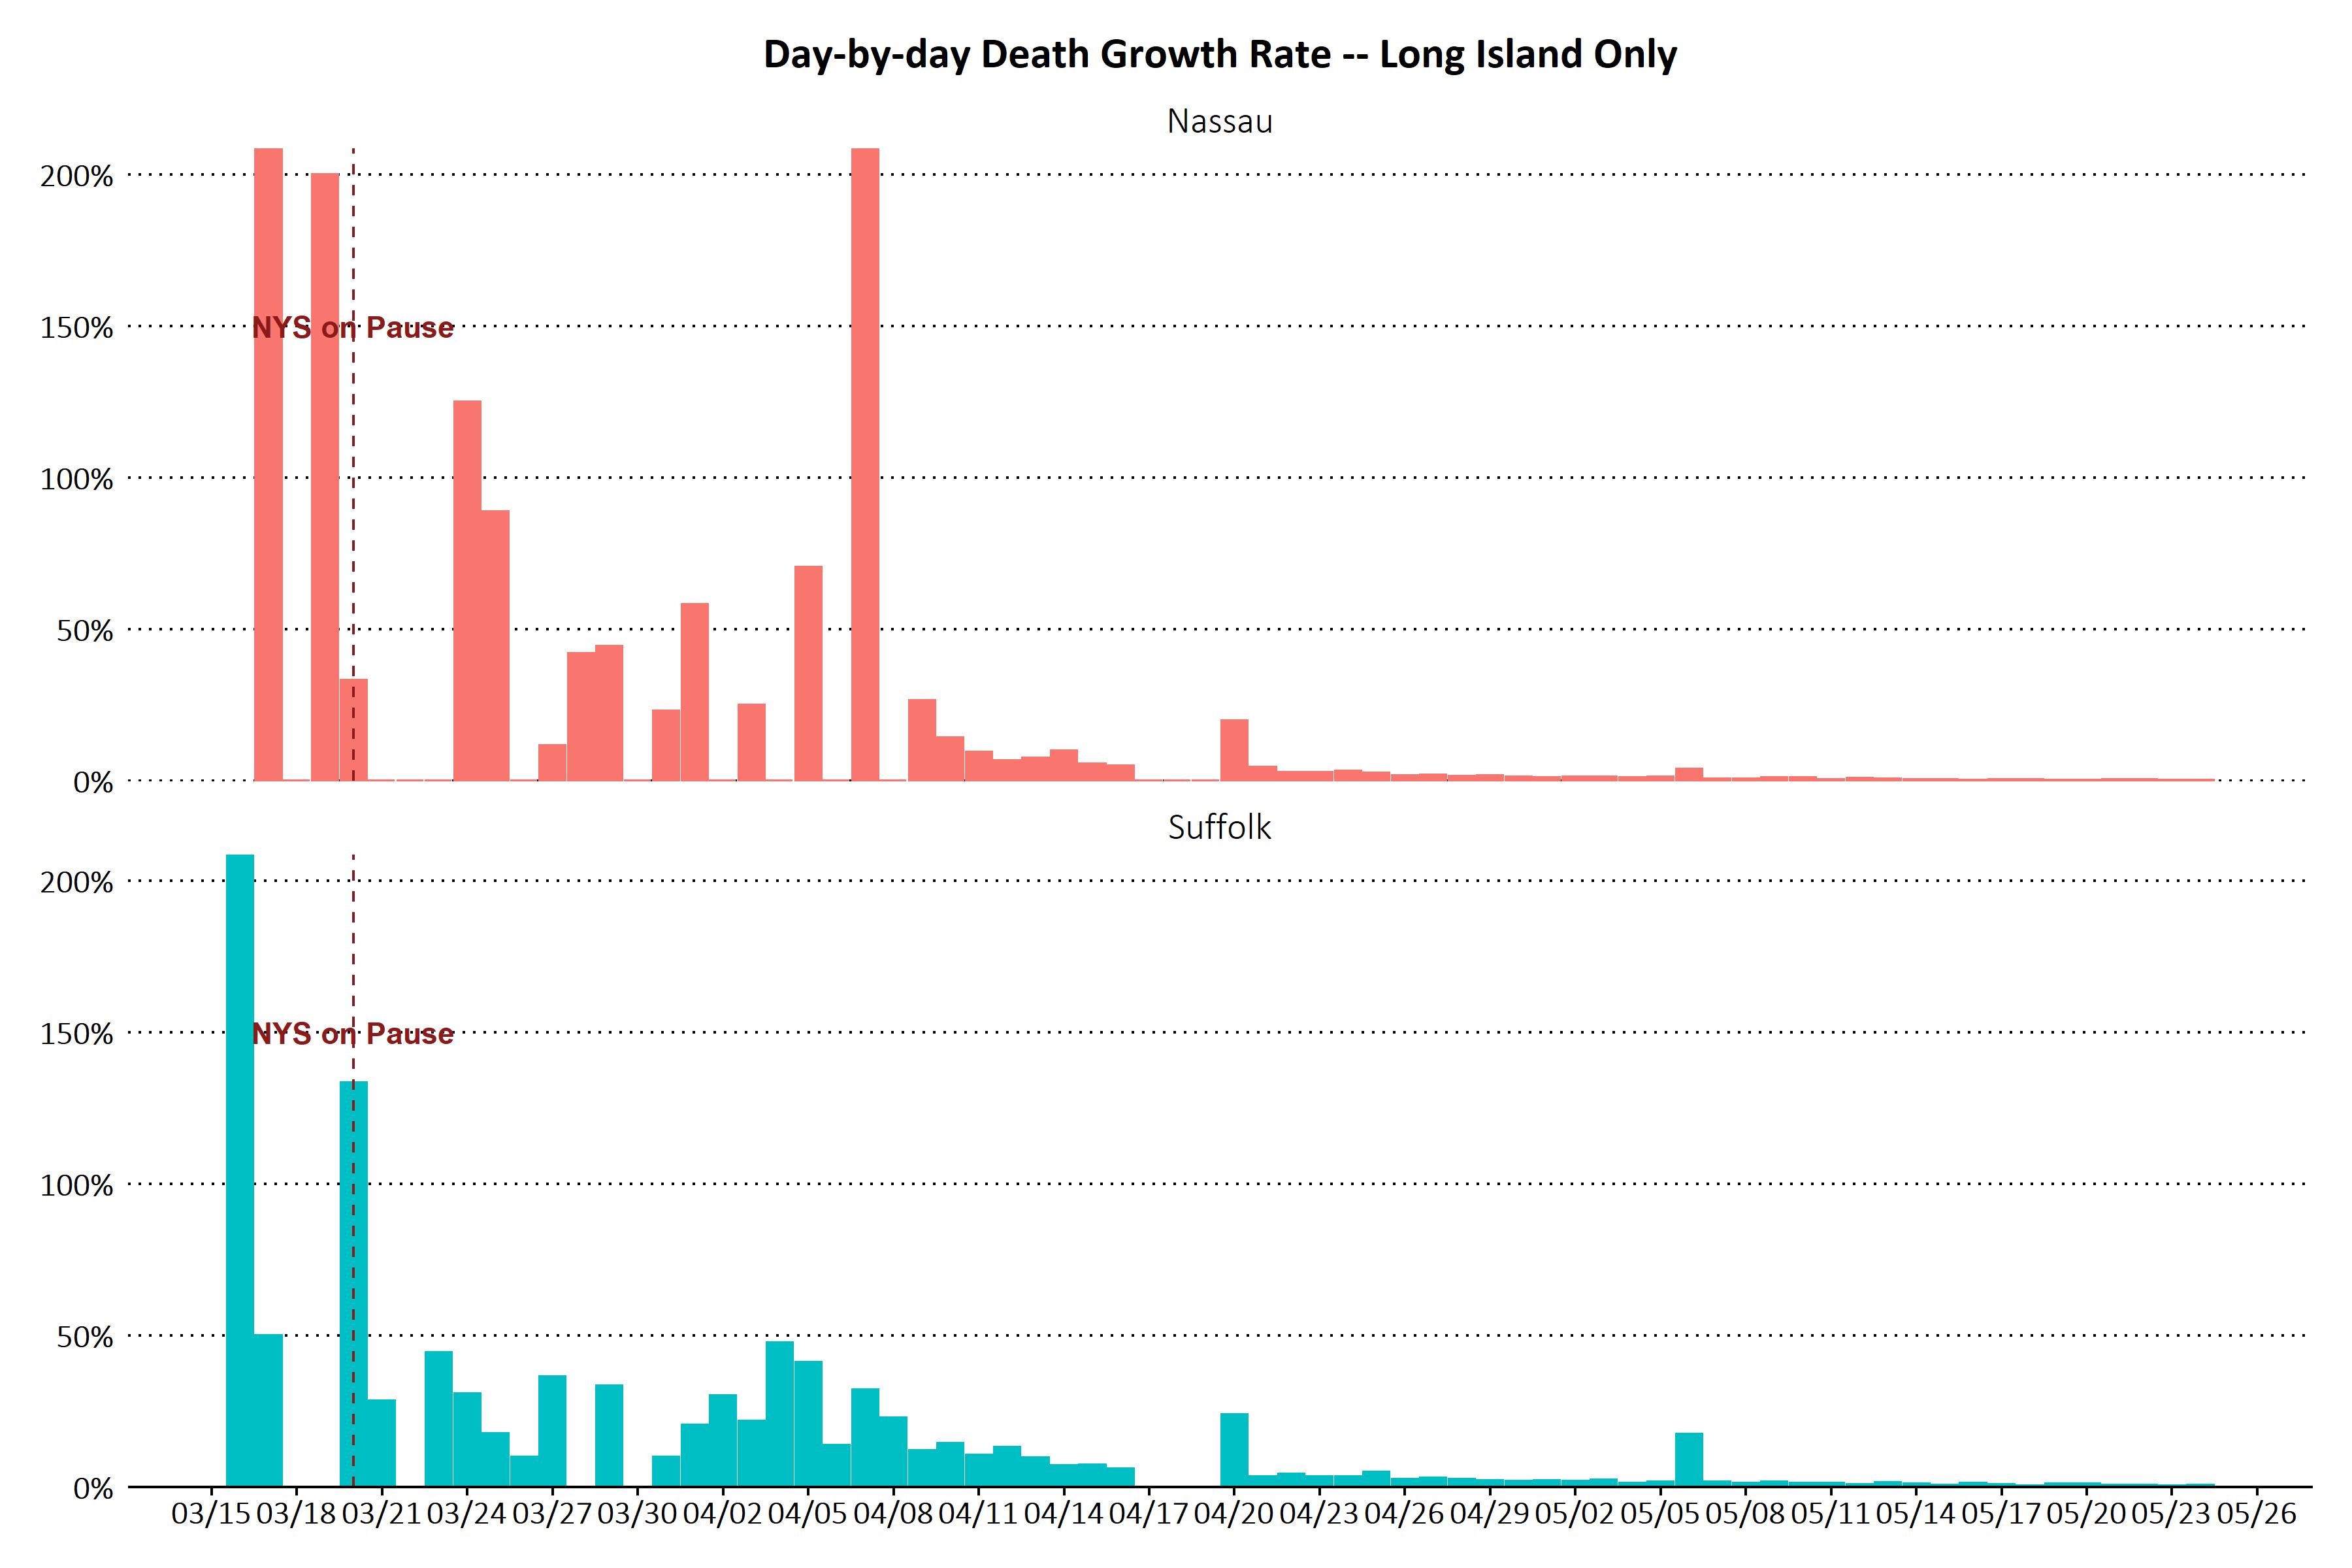 Day-by-day Death Growth Rate -- Long Island Only
Nassau
200%
150%
NYS on Pause
100%
50%
0%
Suffolk
200%
150%
NYS on Pause
100%
50%
0%
03/15 03/18 03/21 03/24 03/27 03/30 04/02 04/05 04/08 04/11 04/14 04/17 04/20 04/23 04/26 04/29 05/02 05/05 05/08 05/11 05/14 05/17 05/20 05/23 05/26